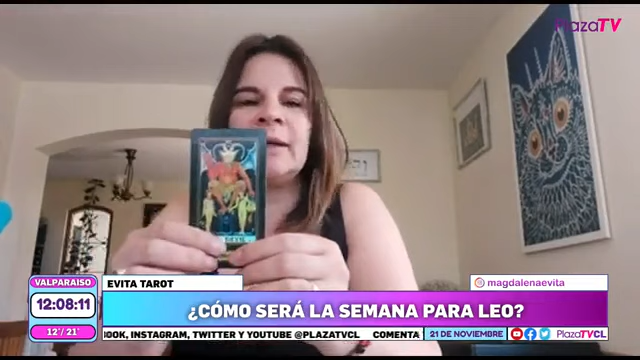 PlazaTV
VALPARAISO
EVITA TAROT
magdalenaevita
12:08:11
¿CÓMO SERÁ LA SEMANA PARA LEO?
12°/ 21°
OOK, INSTAGRAM, TWITTER Y YOUTUBE @PLAZATVCL
COMENTA
21 DE NOVIEMBRE
PlazaTVCL